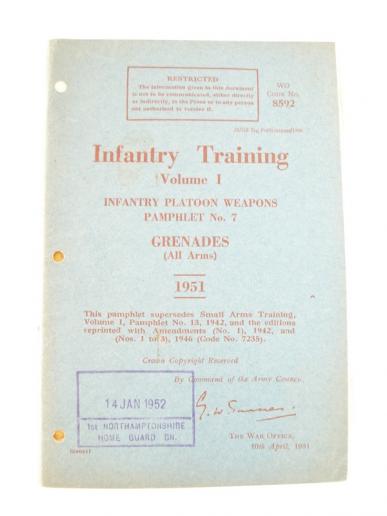 RESTRICTED
The information given in this document
is not to be communicated, either directly
or indirectly, to the Press or to any person
not authorized to receive it.
WO
CODE No.
8592
Infantry Training
Volume I
INFANTRY PLATOON WEAPONS
PAMPHLET No. 7
GRENADES
(All Arms)
1951
This pamphlet supersedes Small Arms Training,
Volume I, Pamphlet No. 13, 1942, and the editions
reprinted with Amendments (No. 1), 1942, and
(Nos. 1 to 3), 1946 (Code No. 7235).
Crown Copyright Reserved
By Command of the Army Council,
14 JAN 1952
1st NORTHAMPTONSHIRE
HOME GUARD BN.
THE WAR OFFICE,
10th April, 1951